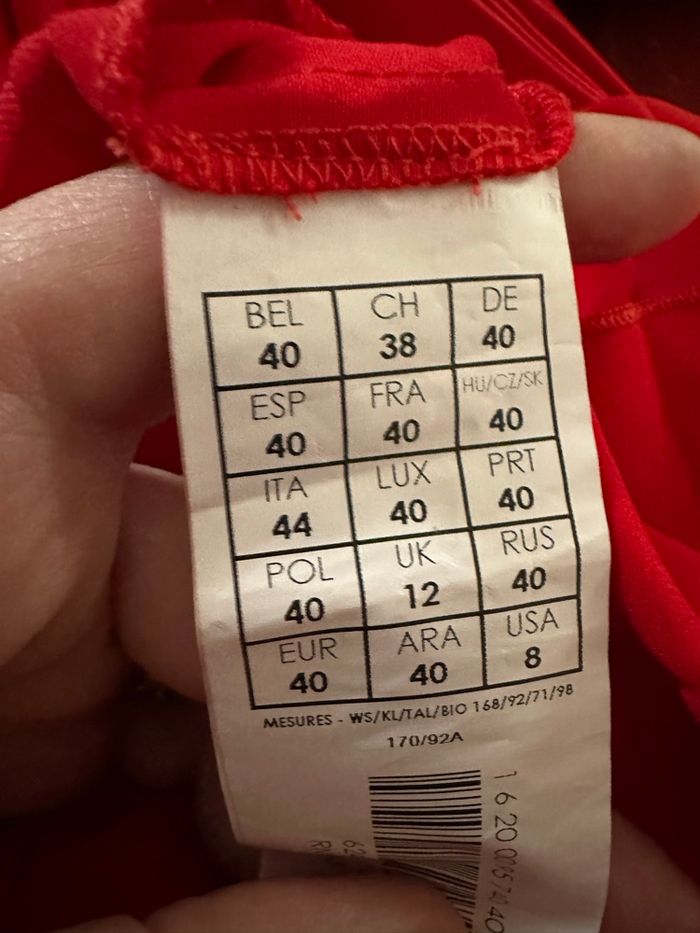 BEL CH DE
40 38 40
ESP FRA HU/CZ/SK
40 40 40
ITA LUX PRT
44 40 40
POL UK RUS
40 12 40
EUR ARA USA
40 40 8
MESURES - WS/KL/TAL/BIO 168/92/71/98
170/92A